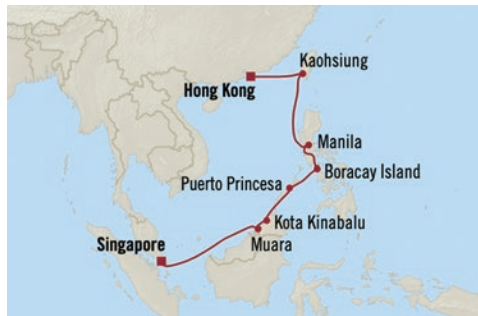 Kaohsiung
Hong Kong
Manila
Boracay Island
Puerto Princesa
Kota Kinabalu
Singapore
Muara